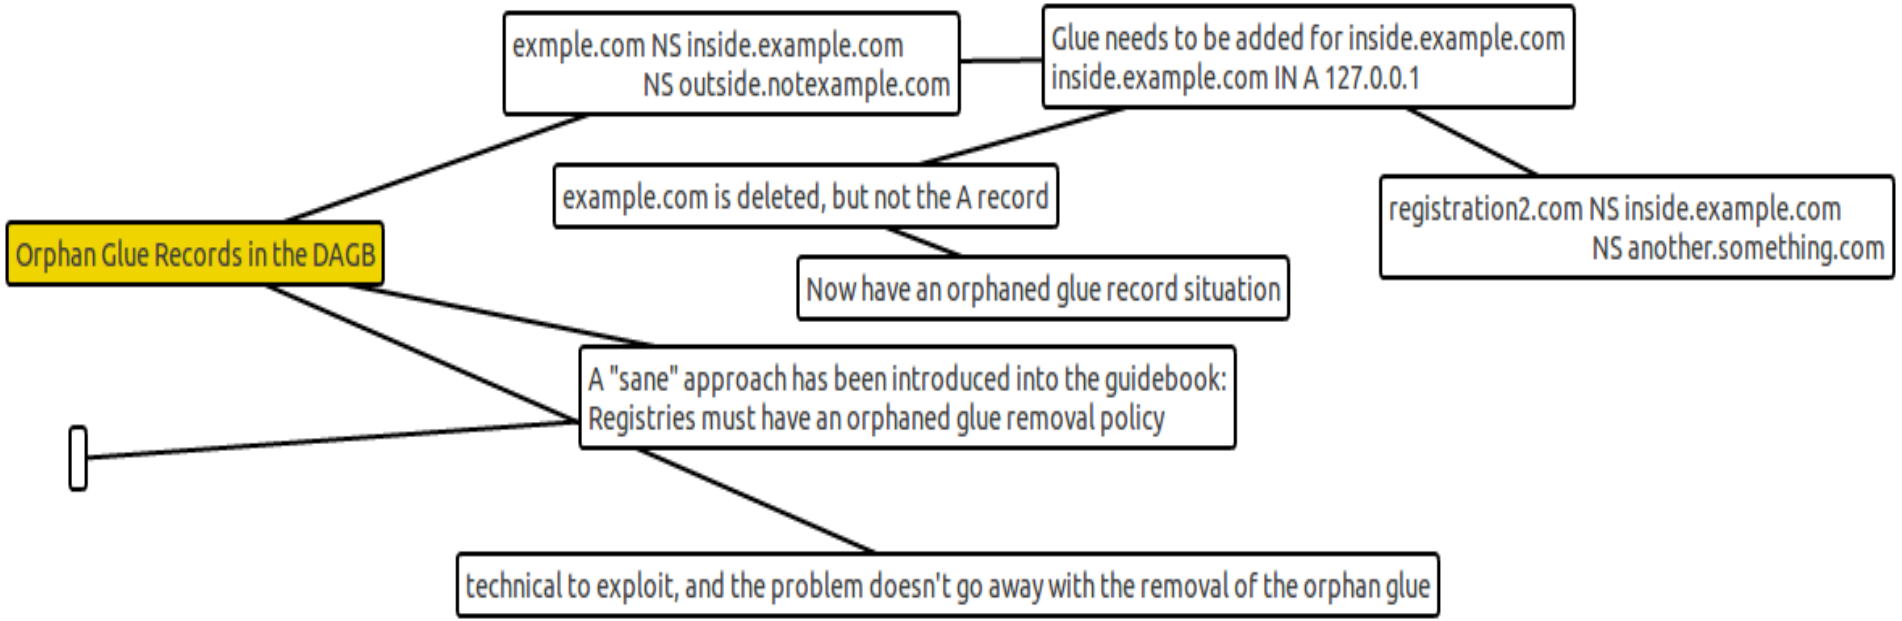 exmple.com NS inside.example.com
NS outside.notexample.com
Glue needs to be added for inside.example.com
inside.example.com IN A 127.0.0.1
example.com is deleted, but not the A record
registration2.com NS inside.example.com
NS another.something.com
Orphan Glue Records in the DAGB
Now have an orphaned glue record situation
A "sane" approach has been introduced into the guidebook:
Registries must have an orphaned glue removal policy
technical to exploit, and the problem doesn't go away with the removal of the orphan glue